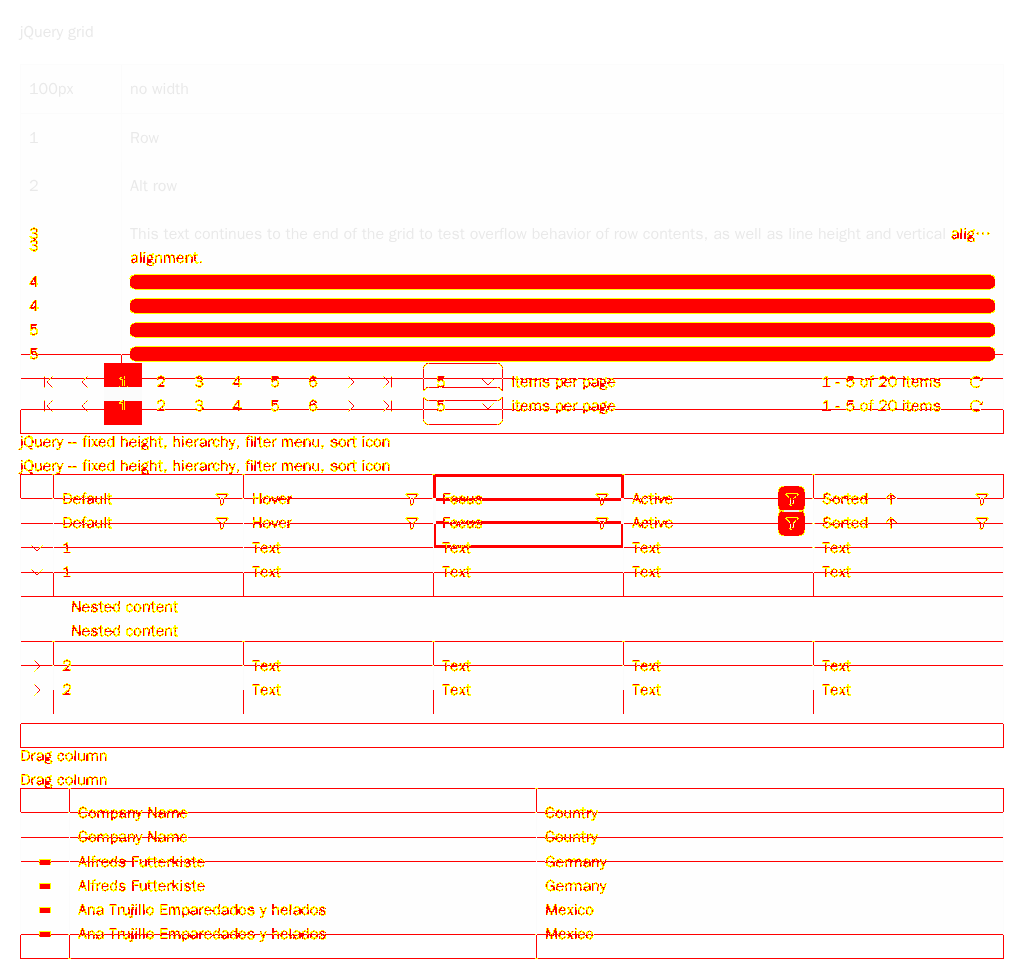 jQuery grid
100px no width
1 Row
2 Alt row
3 This text continues to the end of the grid to test overflow behavior of row contents, as well as line height and vertical alig…
3
alignment.
4
4
5
5
1 2 3 4 5 6 5 items per page 1 - 5 of 20 items
1 2 3 4 5 6 5 items per page 1 - 5 of 20 items
jQuery -- fixed height, hierarchy, filter menu, sort icon
jQuery -- fixed height, hierarchy, filter menu, sort icon
Default Hover Focus Active Sorted
Default Hover Focus Active Sorted
1 Text Text Text Text
1 Text Text Text Text
Nested content
Nested content
2 Text Text Text Text
2 Text Text Text Text
Drag column
Drag column
Company Name Country
Company Name Country
Alfreds Futterkiste Germany
Alfreds Futterkiste Germany
Ana Trujillo Emparedados y helados Mexico
Ana Trujillo Emparedados y helados Mexico